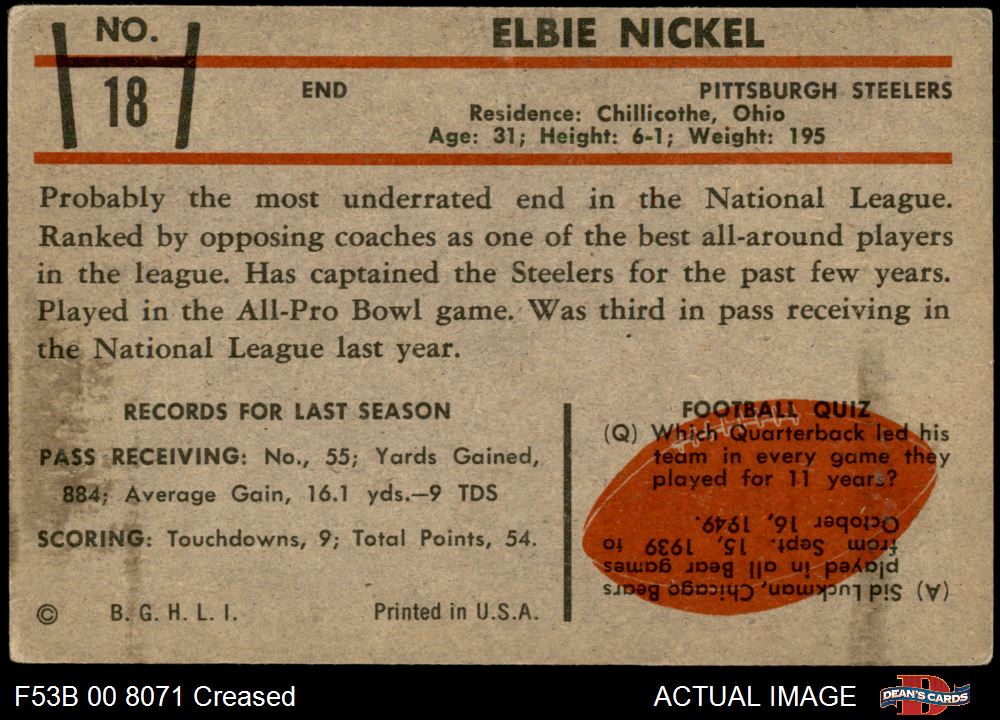 NO.
18
ELBIE NICKEL
END
PITTSBURGH STEELERS
Residence: Chillicothe, Ohio
Age: 31; Height: 6-1; Weight: 195
Probably the most underrated end in the National League.
Ranked by opposing coaches as one of the best all-around players
in the league. Has captained the Steelers for the past few years.
Played in the All-Pro Bowl game. Was third in pass receiving in
the National League last year.
RECORDS FOR LAST SEASON
PASS RECEIVING: No., 55; Yards Gained,
884; Average Gain, 16.1 yds.—9 TDS
SCORING: Touchdowns, 9; Total Points, 54.
© B. G. H. L. I. Printed in U.S.A.
FOOTBALL QUIZ
(Q) Which Quarterback led his
team in every game they
played for 11 years?
(A) Sid Luckman, Chicago Bears
played in all Bear games
from Sept. 15, 1939 to
October 16, 1949.
F53B 00 8071 Creased
ACTUAL IMAGE
D
DEAN'S CARDS